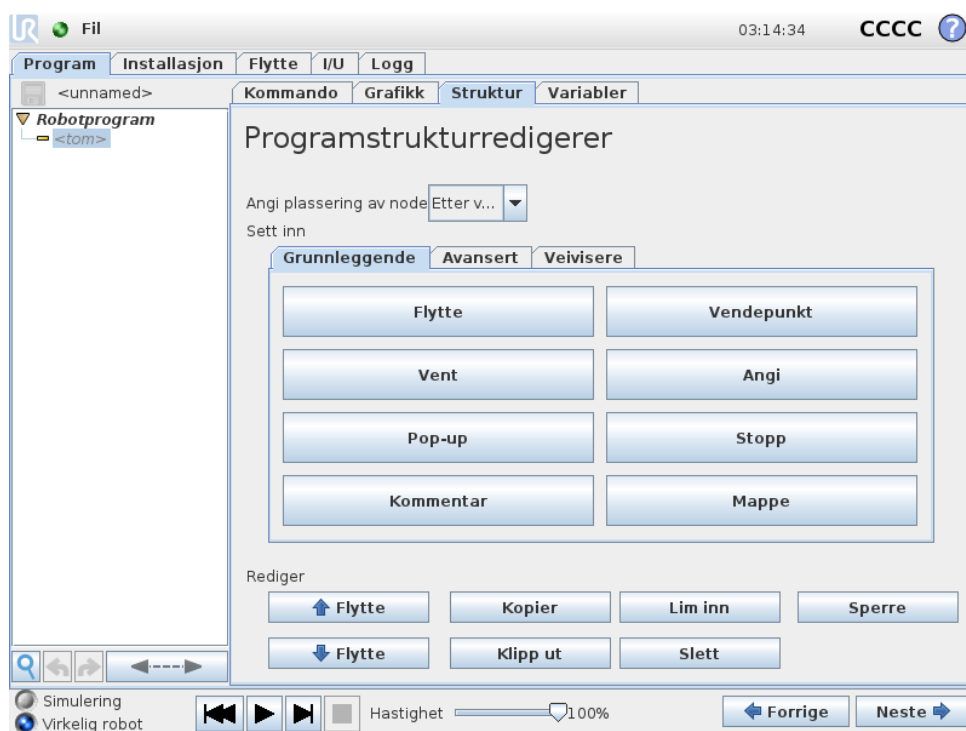 UR Fil 03:14:34 CCCC ?
Program Installasjon Flytte I/U Logg
<unnamed> Kommando Grafikk Struktur Variabler
Robotprogram
<tom>
Programstrukturredigerer
Angi plassering av node Etter v...
Sett inn
Grunnleggende Avansert Veivisere
Flytte Vendepunkt
Vent Angi
Pop-up Stopp
Kommentar Mappe
Rediger
Flytte Kopier Lim inn Sperre
Flytte Klipp ut Slett
Simulering
Virkelig robot
Hastighet 100% Forrige Neste